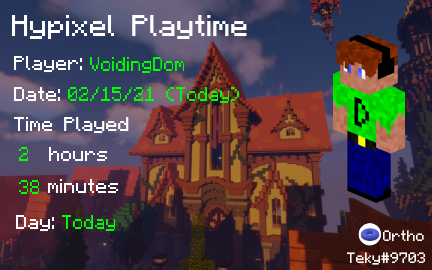 Hypixel Playtime
Player: VoidingDom
Date: 02/15/21 (Today)
Time Played
2 hours
38 minutes
Day: Today
D
Ortho
Teky#9703